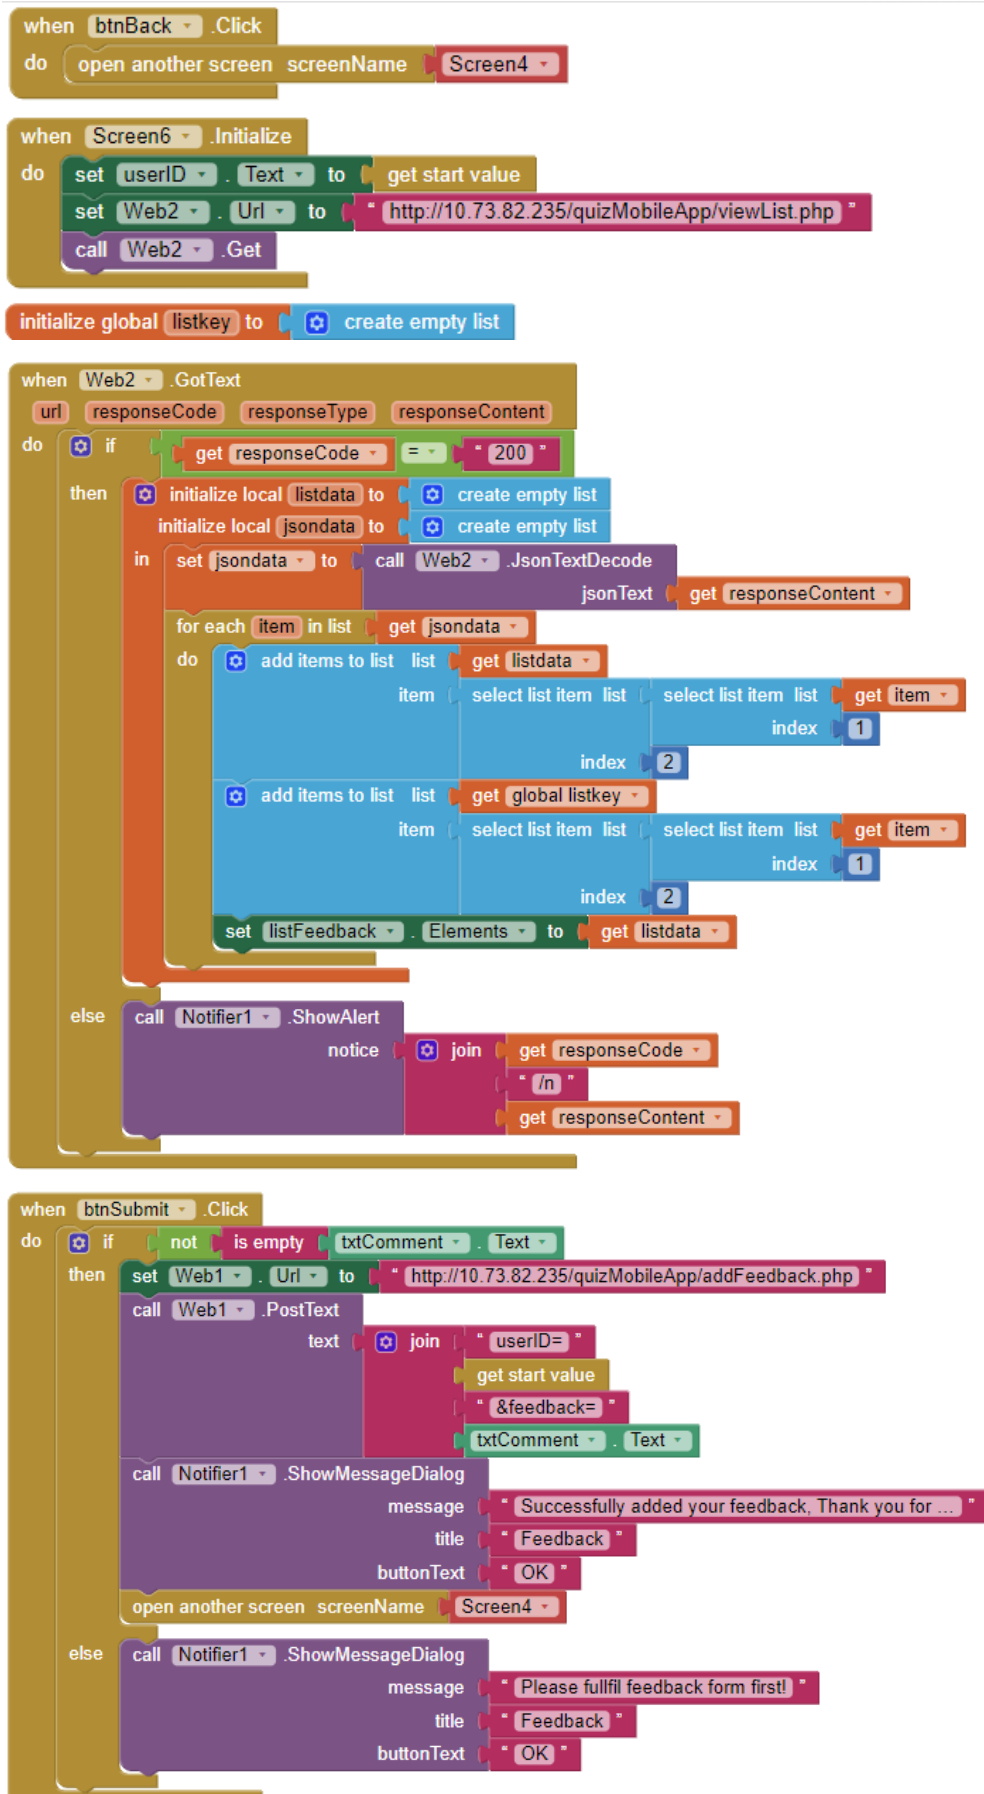 when btnBack .Click
do open another screen screenName Screen4
when Screen6 .Initialize
do set userID . Text to get start value
set Web2 . Url to " http://10.73.82.235/quizMobileApp/viewList.php "
call Web2 .Get
initialize global listkey to create empty list
when Web2 .GotText
url responseCode responseType responseContent
do if get responseCode = " 200 "
then initialize local listdata to create empty list
initialize local jsondata to create empty list
in set jsondata to call Web2 .JsonTextDecode
jsonText get responseContent
for each item in list get jsondata
do add items to list list get listdata
item select list item list select list item list get item
index 1
index 2
add items to list list get global listkey
item select list item list select list item list get item
index 1
index 2
set listFeedback . Elements to get listdata
else call Notifier1 .ShowAlert
notice join get responseCode
" /n "
get responseContent
when btnSubmit .Click
do if not is empty txtComment . Text
then set Web1 . Url to " http://10.73.82.235/quizMobileApp/addFeedback.php "
call Web1 .PostText
text join " userID= "
get start value
" &feedback= "
txtComment . Text
call Notifier1 .ShowMessageDialog
message " Successfully added your feedback, Thank you for ... "
title " Feedback "
buttonText " OK "
open another screen screenName Screen4
else call Notifier1 .ShowMessageDialog
message " Please fullfil feedback form first! "
title " Feedback "
buttonText " OK "